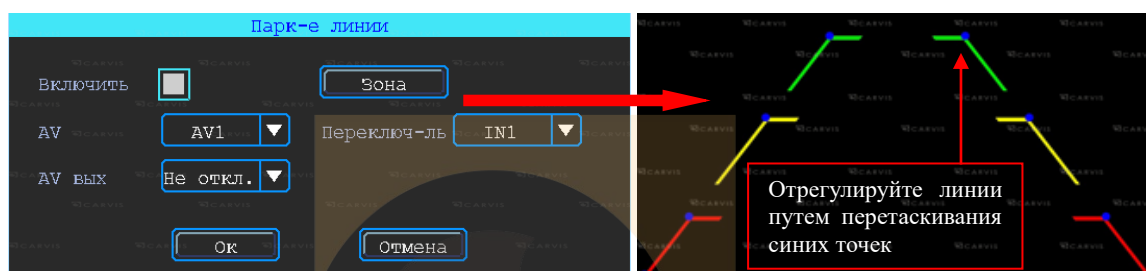 Парк-е линии
Включить
Зона
AV AV1 Переключ-ль IN1
AV вых Не откл.
Ок Отмена
Отрегулируйте линии
путем перетаскивания
синих точек
CARVIS